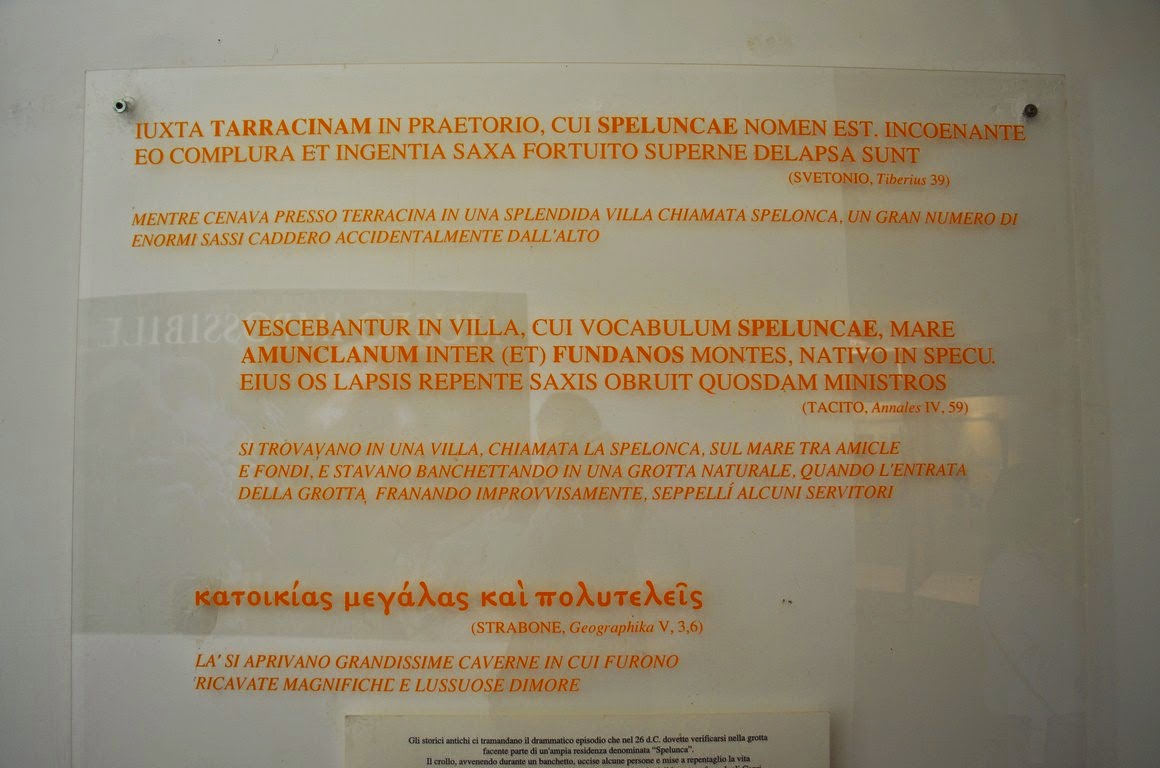 IUXTA TARRACINAM IN PRAETORIO, CUI SPELUNCAE NOMEN EST. INCOENANTE
EO COMPLURA ET INGENTIA SAXA FORTUITO SUPERNE DELAPSA SUNT
(SVETONIO, Tiberius 39)
MENTRE CENAVA PRESSO TERRACINA IN UNA SPLENDIDA VILLA CHIAMATA SPELONCA, UN GRAN NUMERO DI
ENORMI SASSI CADDERO ACCIDENTALMENTE DALL'ALTO
VESCEBANTUR IN VILLA, CUI VOCABULUM SPELUNCAE, MARE
AMUNCLANUM INTER (ET) FUNDANOS MONTES, NATIVO IN SPECU.
EIUS OS LAPSIS REPENTE SAXIS OBRUIT QUOSDAM MINISTROS
(TACITO, Annales IV, 59)
SI TROVAVANO IN UNA VILLA, CHIAMATA LA SPELONCA, SUL MARE TRA AMICLE
E FONDI, E STAVANO BANCHETTANDO IN UNA GROTTA NATURALE, QUANDO L'ENTRATA
DELLA GROTTA, FRANANDO IMPROVVISAMENTE, SEPPELLÍ ALCUNI SERVITORI
κατοικίας μεγάλας καὶ πολυτελεῖς
(STRABONE, Geographika V, 3,6)
LA' SI APRIVANO GRANDISSIME CAVERNE IN CUI FURONO
RICAVATE MAGNIFICHE E LUSSUOSE DIMORE
MUSEO IMPOSSIBILE
Gli storici antichi ci tramandano il drammatico episodio che nel 26 d.C. dovette verificarsi nella grotta
facente parte di un'ampia residenza denominata "Spelunca".
Il crollo, avvenendo durante un banchetto, uccise alcune persone e mise a repentaglio la vita